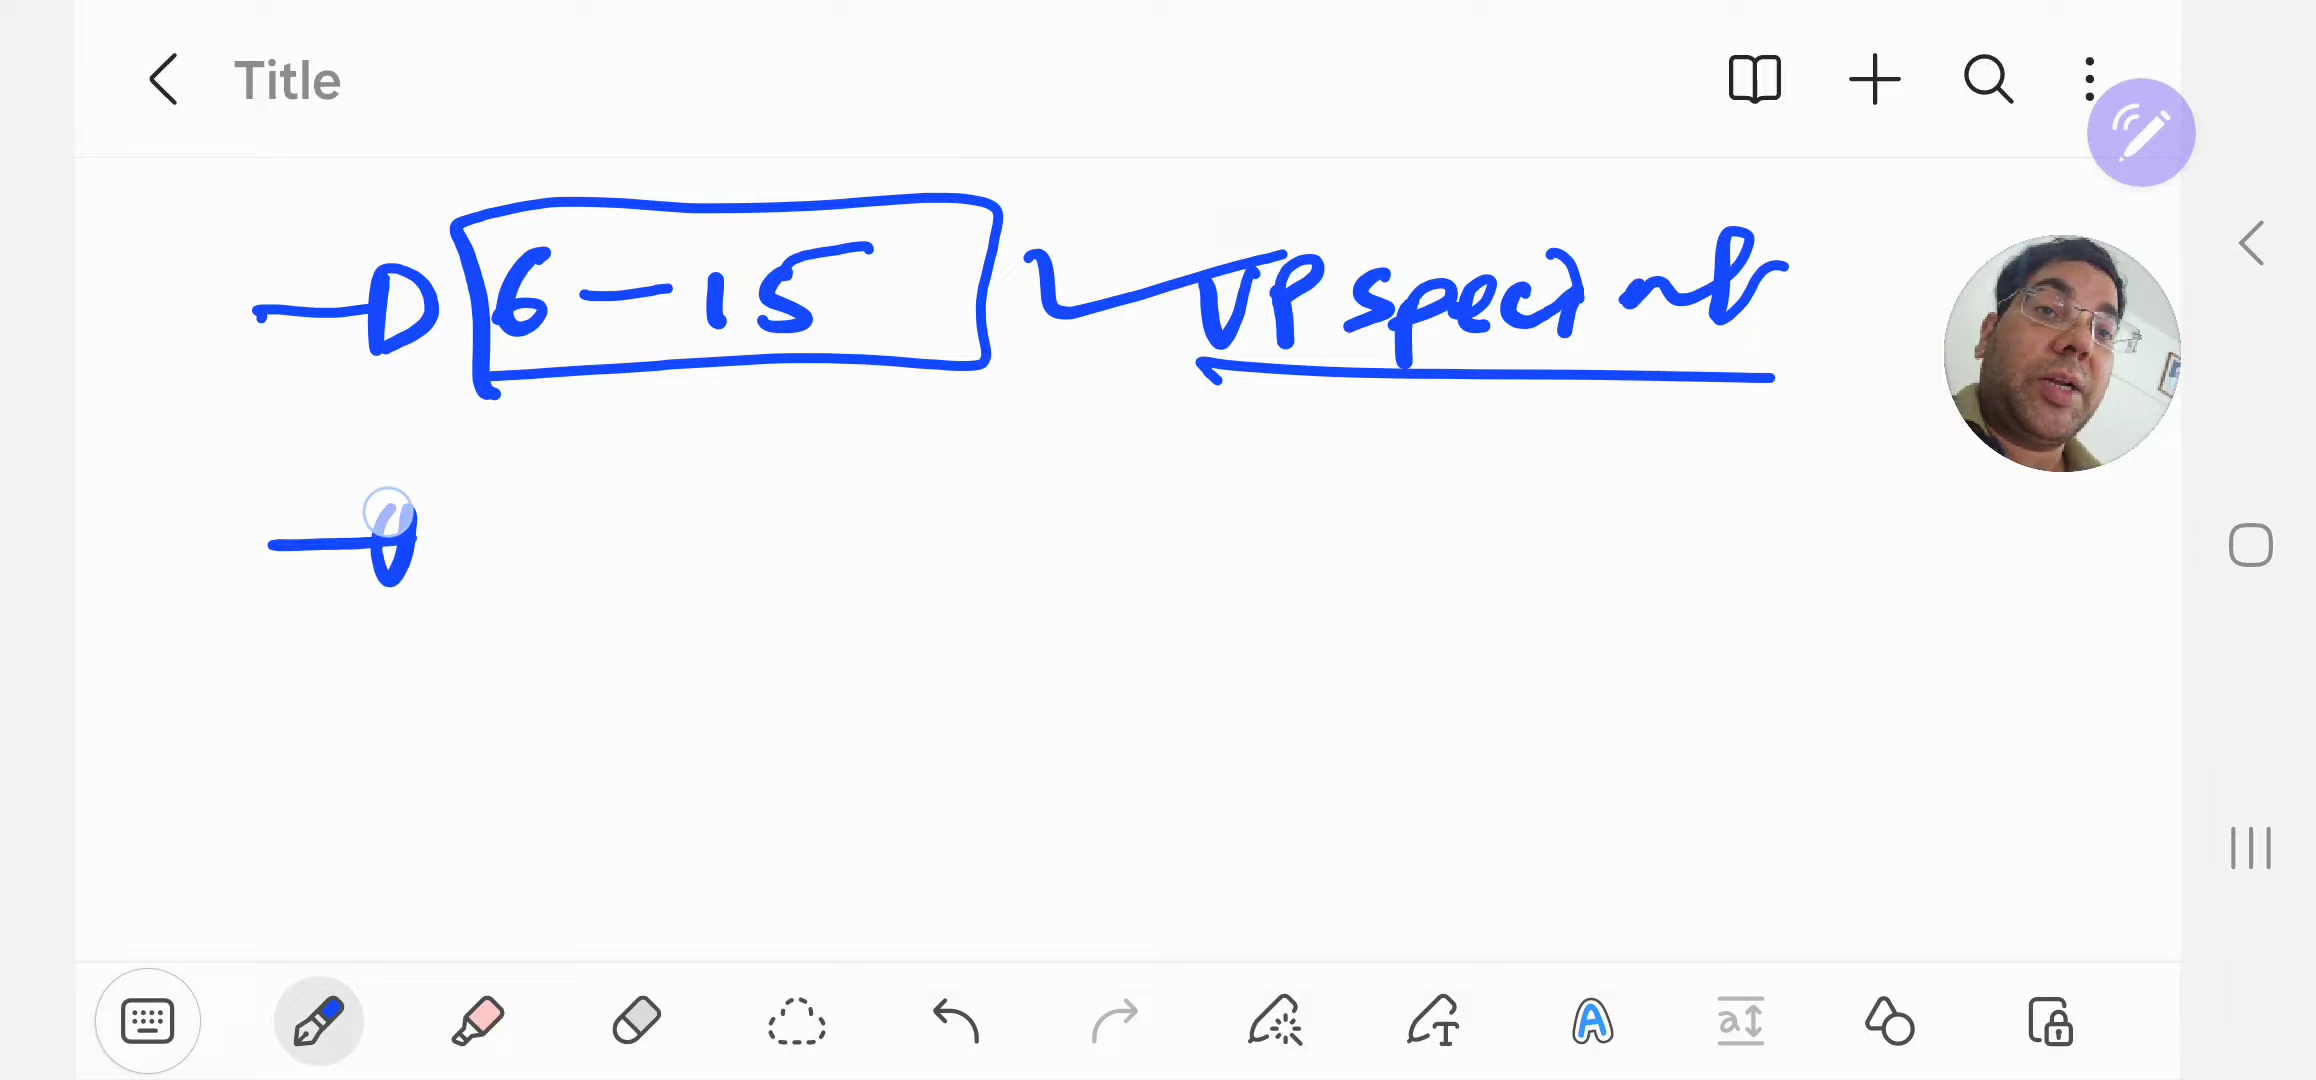 Title
→ 6-15 UP special
→
A
a
T